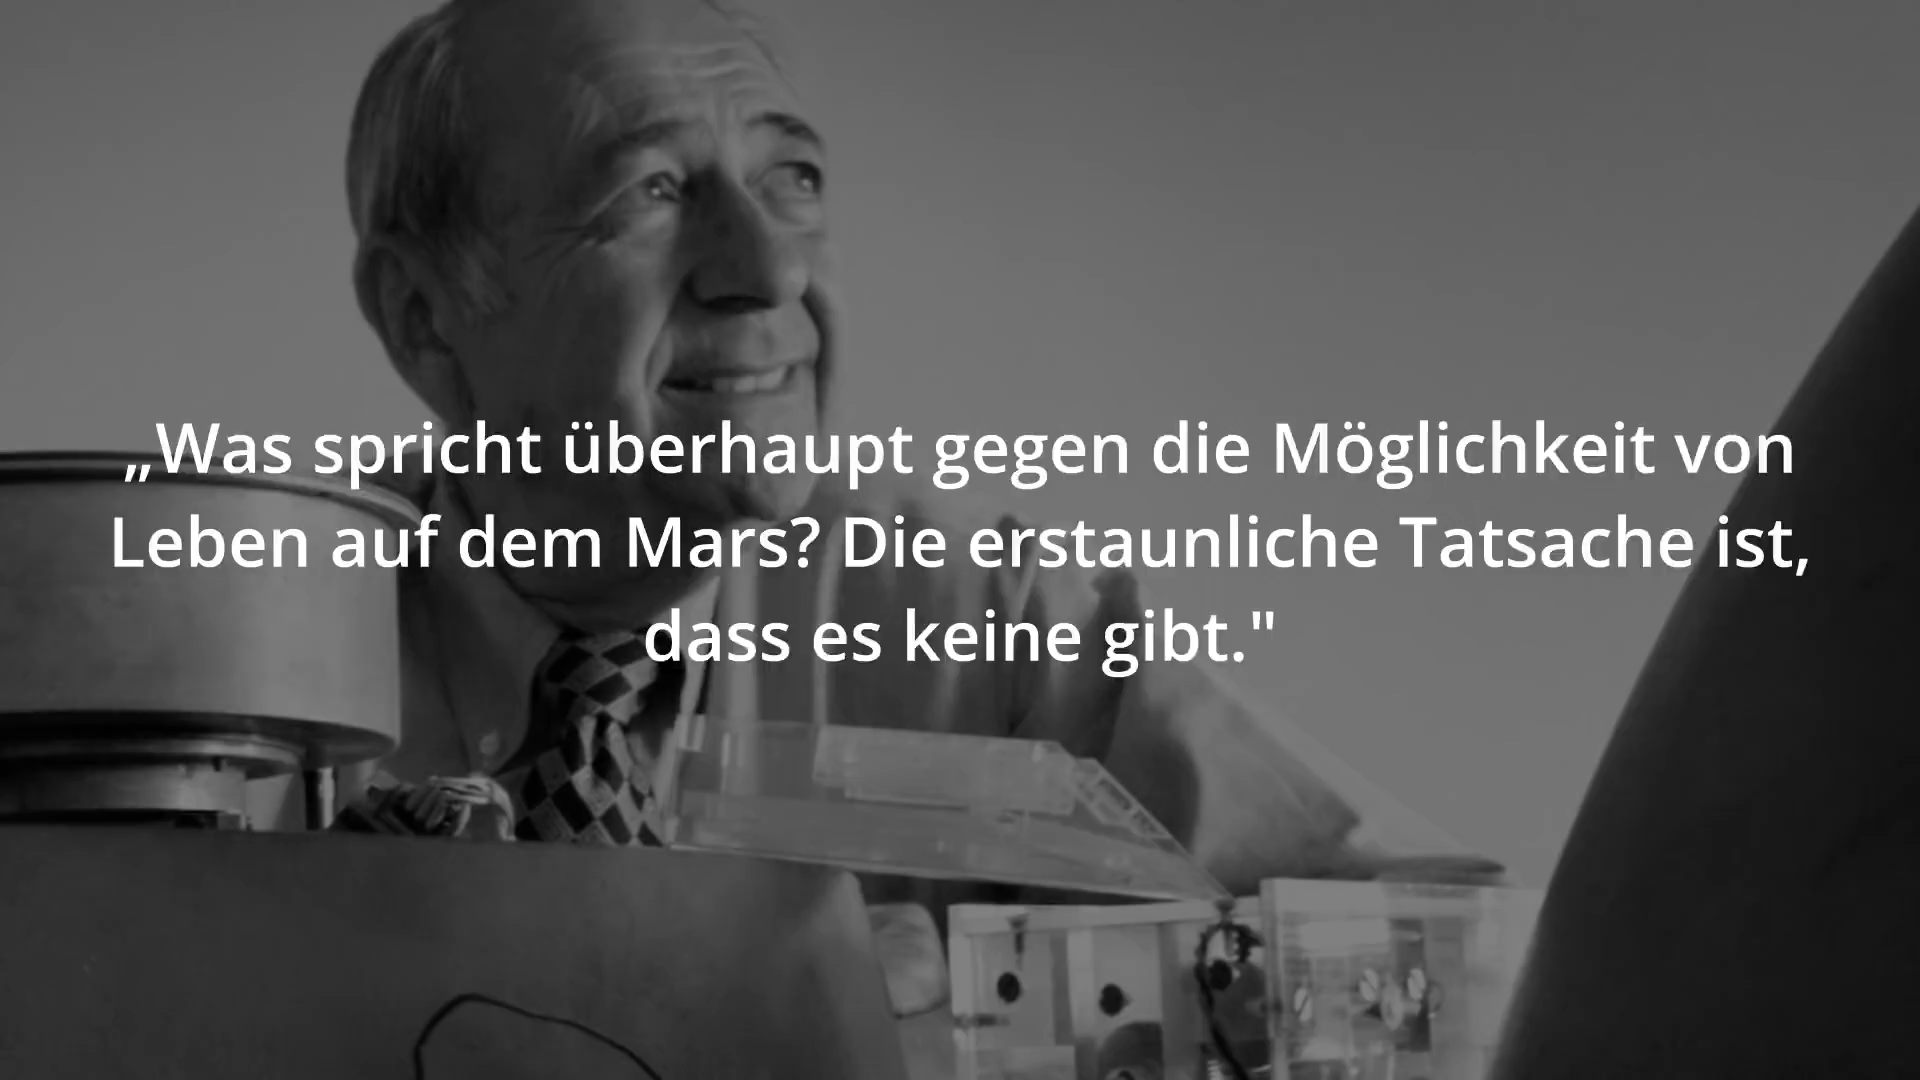 „Was spricht überhaupt gegen die Möglichkeit von
Leben auf dem Mars? Die erstaunliche Tatsache ist,
dass es keine gibt."